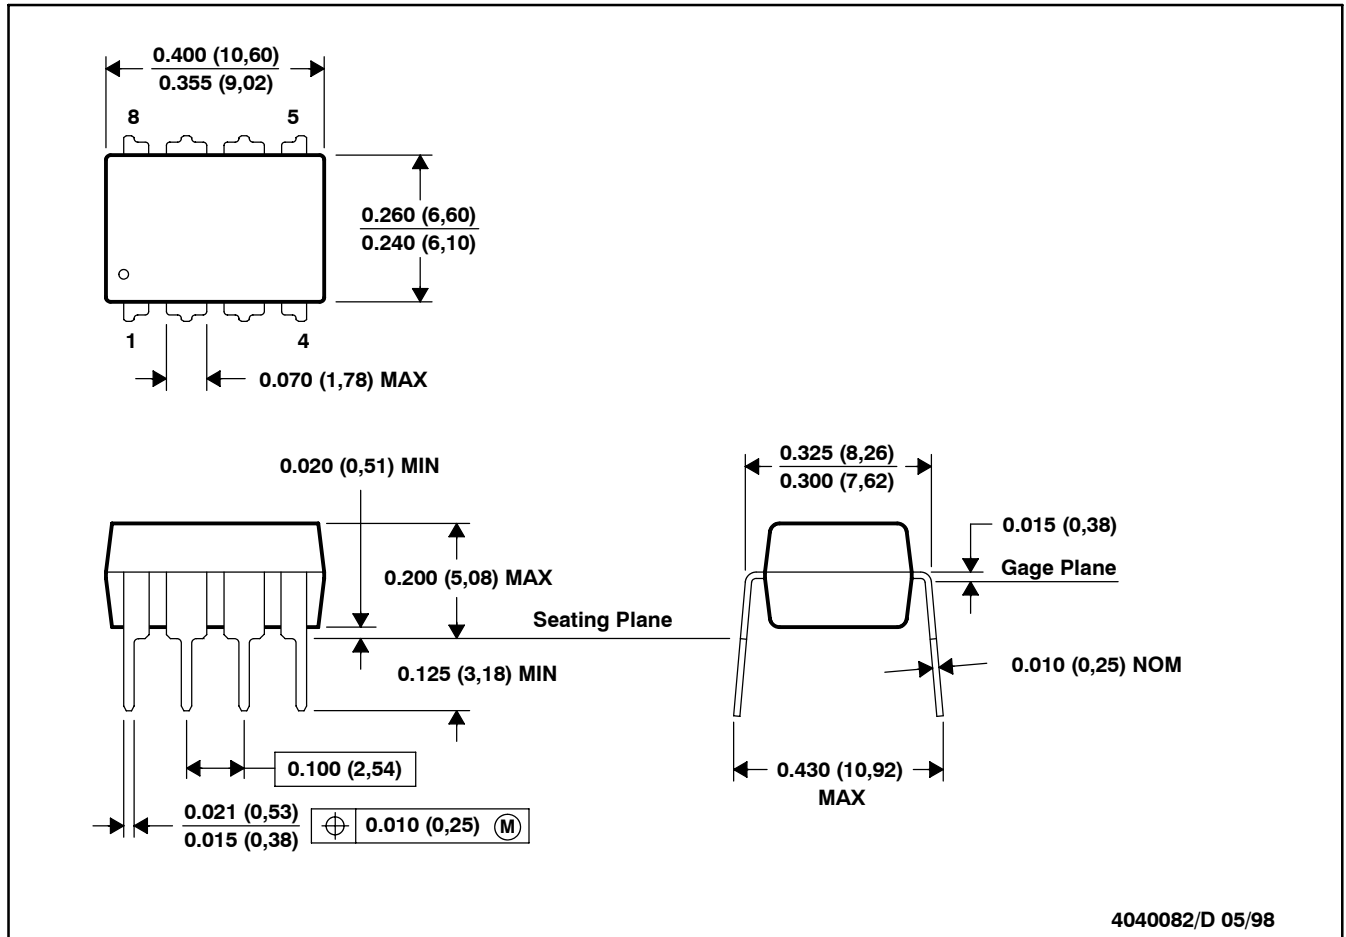 0.400 (10,60)
0.355 (9,02)
8
5
0.260 (6,60)
0.240 (6,10)
1
4
0.070 (1,78) MAX
0.020 (0,51) MIN
0.325 (8,26)
0.300 (7,62)
0.015 (0,38)
0.200 (5,08) MAX
Gage Plane
Seating Plane
0.125 (3,18) MIN
0.010 (0,25) NOM
0.100 (2,54)
0.430 (10,92)
MAX
0.021 (0,53)
0.015 (0,38)
0.010 (0,25) M
4040082/D 05/98